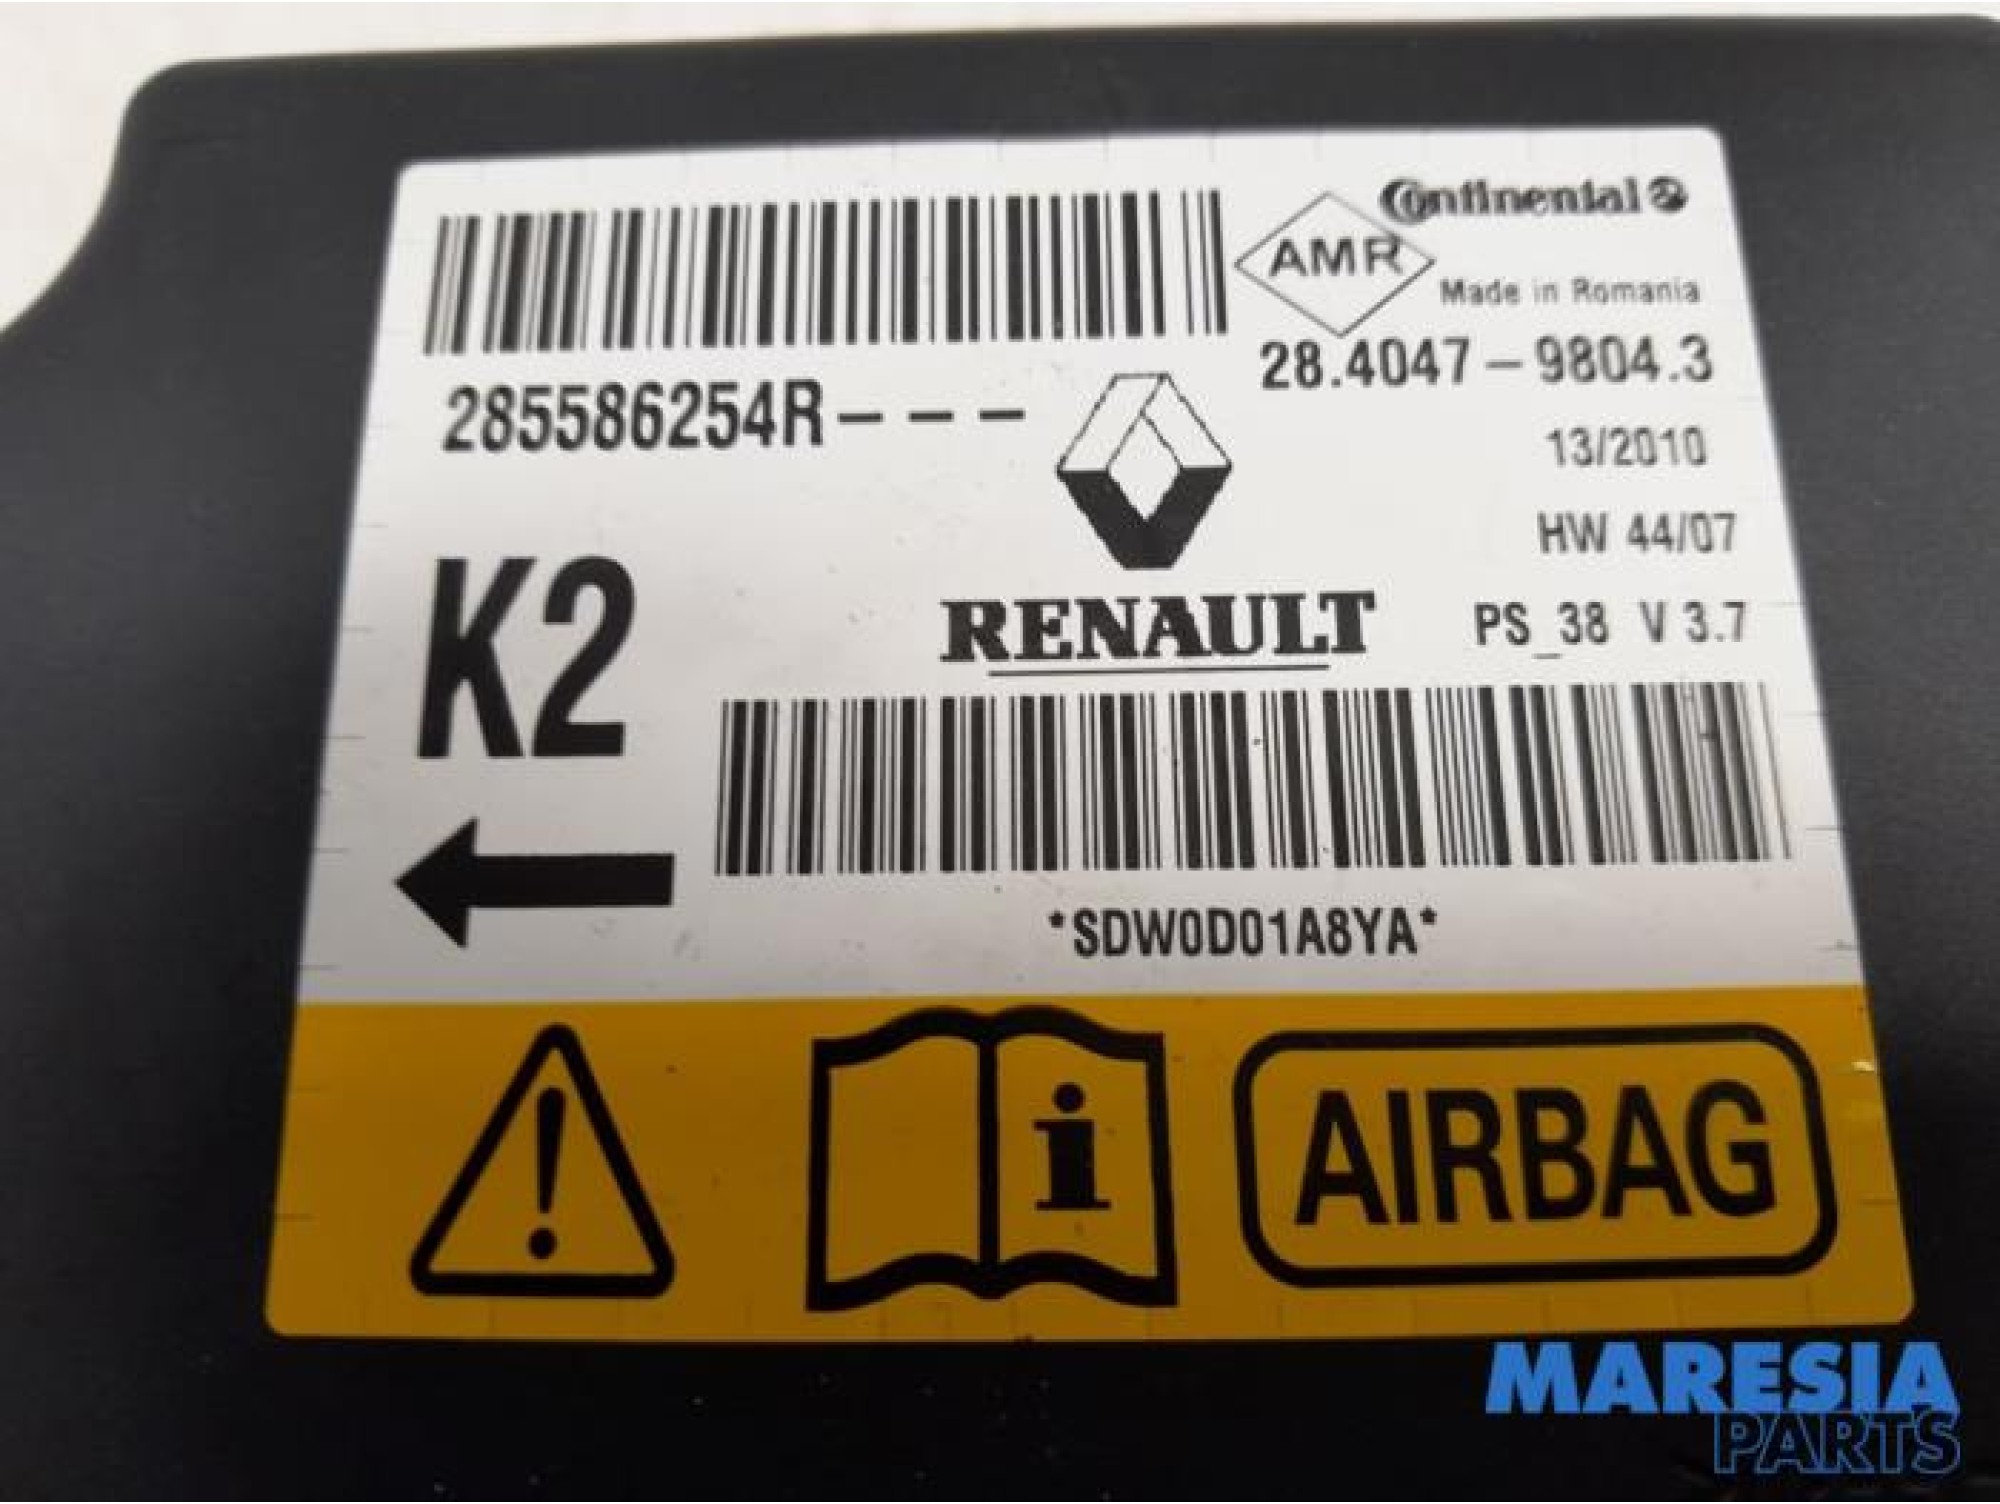 Continental
AMR
Made in Romania
285586254R---
28.4047-9804.3
13/2010
HW 44/07
K2
RENAULT
PS_38 V 3.7
*SDW0D01A8YA*
i
AIRBAG
MARESIA
PARTS